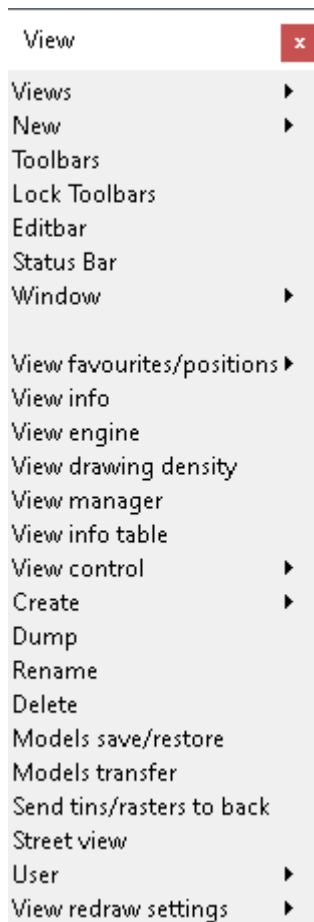 View
x
Views
New
Toolbars
Lock Toolbars
Editbar
Status Bar
Window
View favourites/positions
View info
View engine
View drawing density
View manager
View info table
View control
Create
Dump
Rename
Delete
Models save/restore
Models transfer
Send tins/rasters to back
Street view
User
View redraw settings